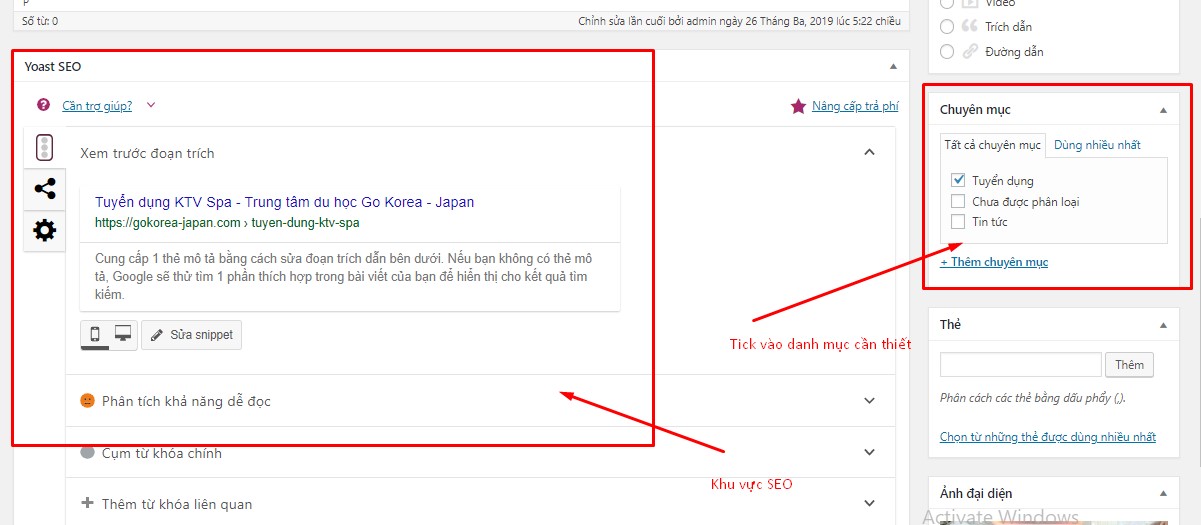 P
Số từ: 0
Chỉnh sửa lần cuối bởi admin ngày 26 Tháng Ba, 2019 lúc 5:22 chiều
Yoast SEO
Cần trợ giúp?
Nâng cấp trả phí
Xem trước đoạn trích
Tuyển dụng KTV Spa - Trung tâm du học Go Korea - Japan
https://gokorea-japan.com › tuyen-dung-ktv-spa
Cung cấp 1 thẻ mô tả bằng cách sửa đoạn trích dẫn bên dưới. Nếu bạn không có thẻ mô
tả, Google sẽ thử tìm 1 phần thích hợp trong bài viết của bạn để hiển thị cho kết quả tìm
kiếm.
Sửa snippet
Phân tích khả năng dễ đọc
Cụm từ khóa chính
Thêm từ khóa liên quan
Khu vực SEO
Tick vào danh mục cần thiết
Video
Trích dẫn
Đường dẫn
Chuyên mục
Tất cả chuyên mục
Dùng nhiều nhất
Tuyển dụng
Chưa được phân loại
Tin tức
+ Thêm chuyên mục
Thẻ
Thêm
Phân cách các thẻ bằng dấu phẩy (,).
Chọn từ những thẻ được dùng nhiều nhất
Ảnh đại diện
Activate Windows